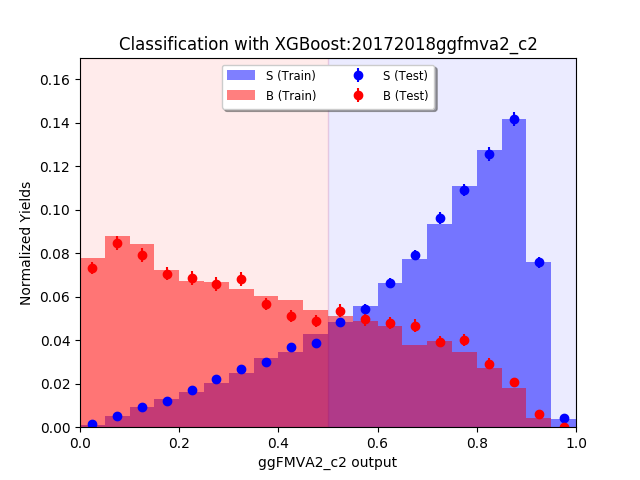 Classification with XGBoost:20172018ggfmva2_c2
S (Train)
B (Train)
S (Test)
B (Test)
Normalized Yields
0.16
0.14
0.12
0.10
0.08
0.06
0.04
0.02
0.00
0.0 0.2 0.4 0.6 0.8 1.0
ggFMVA2_c2 output